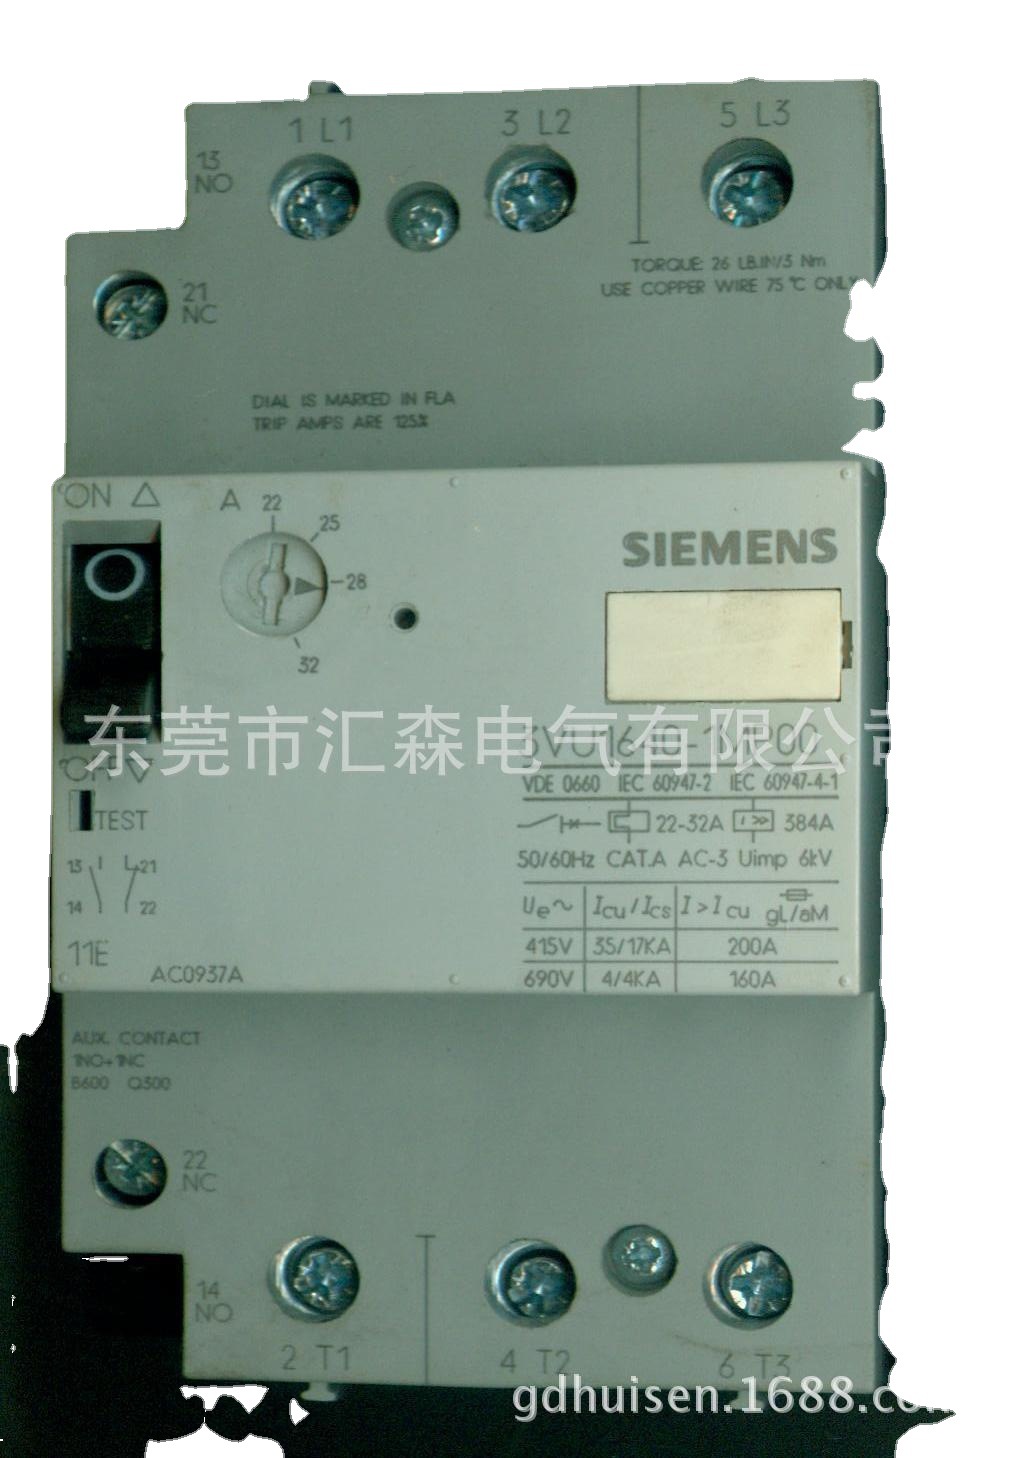 1 L1 3 L2 5 L3
13
NO
TORQUE: 26 LB.IN/3 Nm
USE COPPER WIRE 75 °C ONLY
21
NC
DIAL IS MARKED IN FLA
TRIP AMPS ARE 125%
ON △ A 22
25
28
32
SIEMENS
东莞市汇森电气有限公司
VDE 0660 IEC 60947-2 IEC 60947-4-1
OFF ▽
TEST
22-32A I >> 384A
50/60Hz CAT.A AC-3 Uimp 6kV
13 21
14 22
Ue~ Icu/Ics I>Icu gL/aM
415V 35/17KA 200A
690V 4/4KA 160A
11E
AC0937A
AUX. CONTACT
1NO+1NC
B600 Q300
22
NC
14
NO
2 T1 4 T2 6 T3
gdhuisen.1688.com